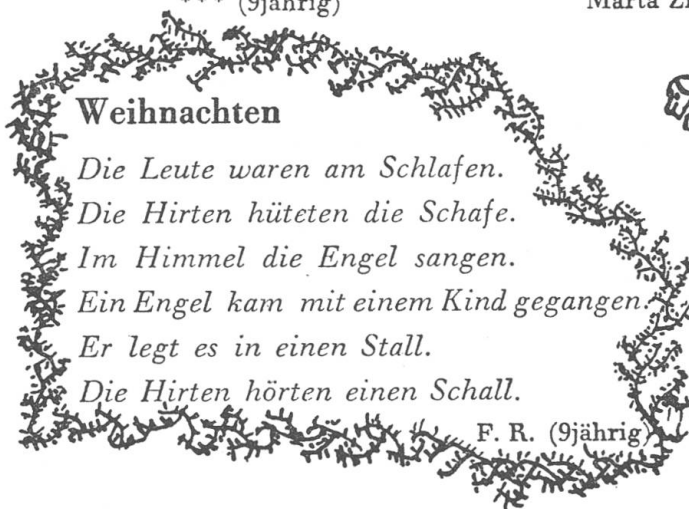 (9jährig)
Marta
Weihnachten
Die Leute waren am Schlafen.
Die Hirten hüteten die Schafe.
Im Himmel die Engel sangen.
Ein Engel kam mit einem Kind gegangen.
Er legt es in einen Stall.
Die Hirten hörten einen Schall.
F. R. (9jährig)